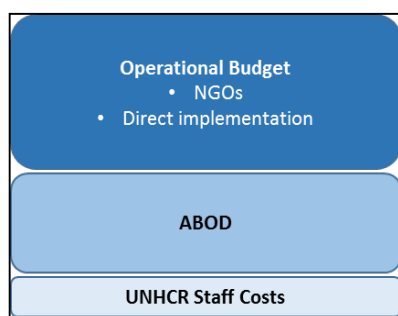 Operational Budget
• NGOs
• Direct implementation
ABOD
UNHCR Staff Costs